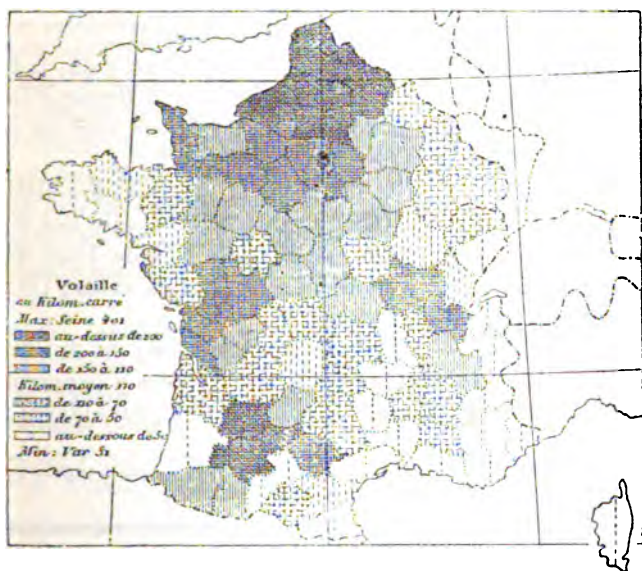 Volaille
au Kilom. carré
Max: Seine 401
au-dessus de 200
de 200 à 150
de 150 à 110
Kilom. moyen 110
de 110 à 70
de 70 à 50
au-dessous de 50
Min: Var 31